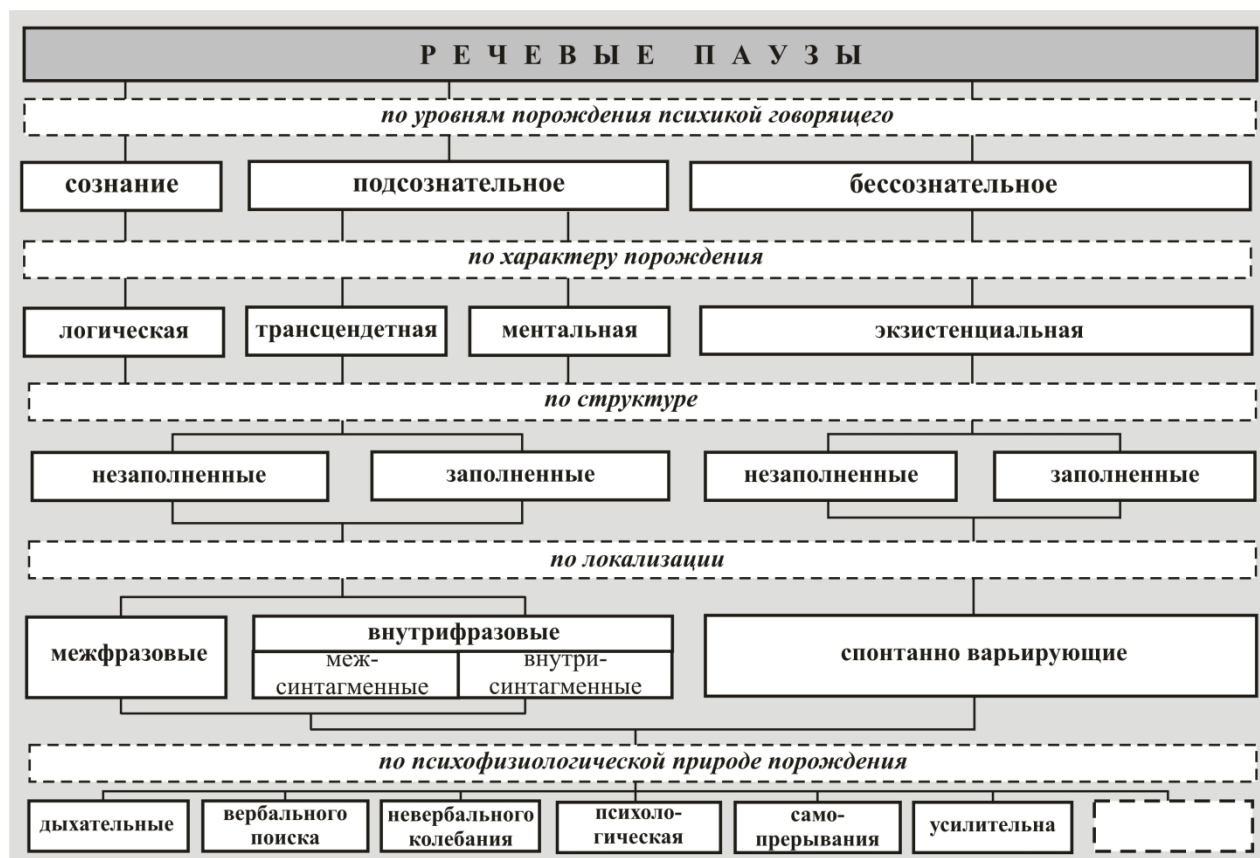 РЕЧЕВЫЕ ПАУЗЫ
по уровням порождения психикой говорящего
сознание
подсознательное
бессознательное
по характеру порождения
логическая
трансцендетная
ментальная
экзистенциальная
по структуре
незаполненные
заполненные
незаполненные
заполненные
по локализации
межфразовые
внутрифразовые
меж-
синтагменные
внутри-
синтагменные
спонтанно варьирующие
по психофизиологической природе порождения
дыхательные
вербального
поиска
невербального
колебания
психоло-
гическая
само-
прерывания
усилительна